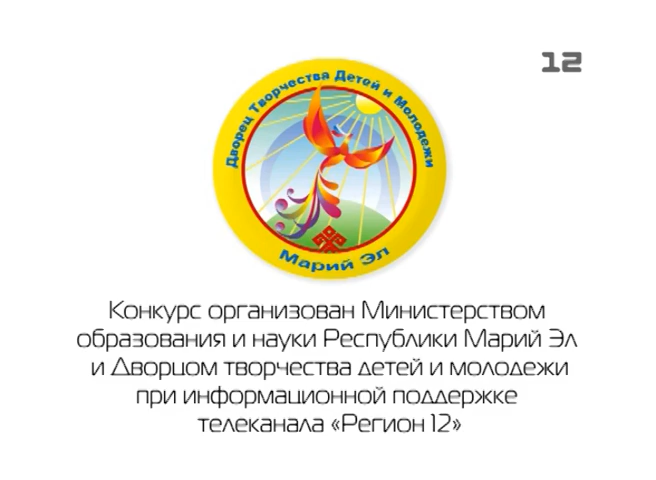 12
Дворец Творчества Детей и Молодежи
Марий Эл
Конкурс организован Министерством
образования и науки Республики Марий Эл
и Дворцом творчества детей и молодежи
при информационной поддержке
телеканала «Регион 12»